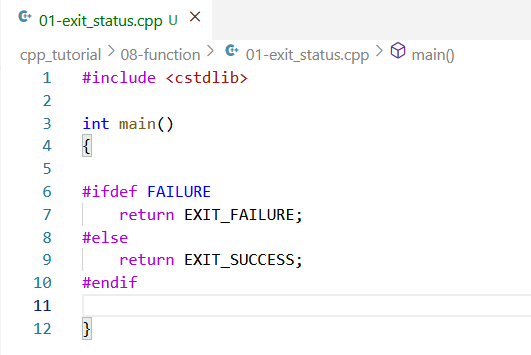 01-exit_status.cpp U ×
cpp_tutorial > 08-function > 01-exit_status.cpp > main()
1 #include <cstdlib>
2
3 int main()
4 {
5
6 #ifdef FAILURE
7     return EXIT_FAILURE;
8 #else
9     return EXIT_SUCCESS;
10 #endif
11
12 }